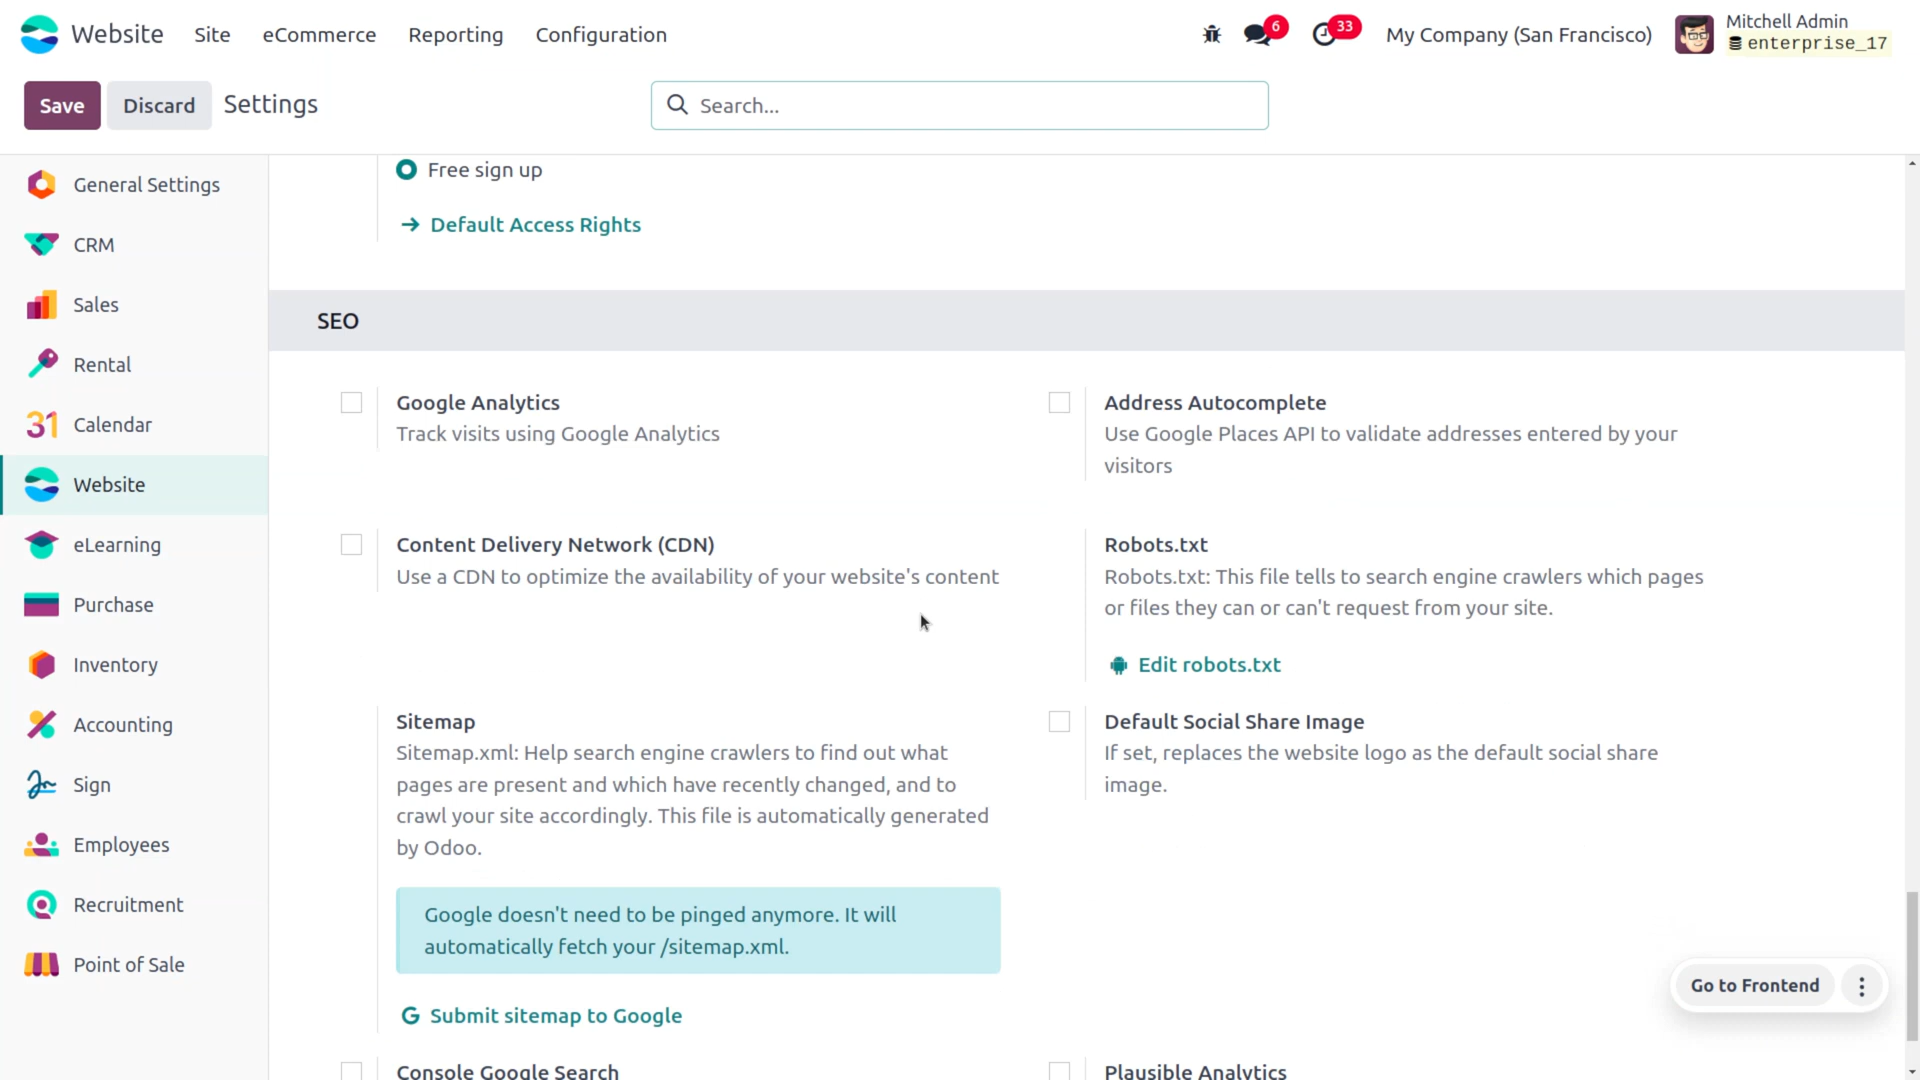 Website
Site
eCommerce
Reporting
Configuration
6
33
My Company (San Francisco)
Mitchell Admin
enterprise_17
Save
Discard
Settings
Search...
General Settings
CRM
Sales
Rental
31 Calendar
Website
eLearning
Purchase
Inventory
Accounting
Sign
Employees
Recruitment
Point of Sale
Free sign up
Default Access Rights
SEO
Google Analytics
Track visits using Google Analytics
Address Autocomplete
Use Google Places API to validate addresses entered by your
visitors
Content Delivery Network (CDN)
Use a CDN to optimize the availability of your website's content
Robots.txt
Robots.txt: This file tells to search engine crawlers which pages
or files they can or can't request from your site.
Edit robots.txt
Sitemap
Sitemap.xml: Help search engine crawlers to find out what
pages are present and which have recently changed, and to
crawl your site accordingly. This file is automatically generated
by Odoo.
Google doesn't need to be pinged anymore. It will
automatically fetch your /sitemap.xml.
G Submit sitemap to Google
Default Social Share Image
If set, replaces the website logo as the default social share
image.
Go to Frontend
Console Google Search
Plausible Analytics